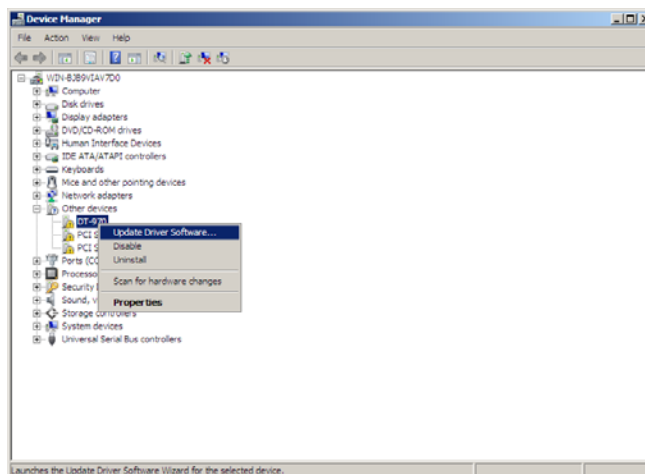 Device Manager
File Action View Help
WIN-BJB9VIAV7D0
Computer
Disk drives
Display adapters
DVD/CD-ROM drives
Human Interface Devices
IDE ATA/ATAPI controllers
Keyboards
Mice and other pointing devices
Network adapters
Other devices
DT-970
Update Driver Software...
PCI S
Disable
PCI S
Uninstall
Ports (CO
Processo
Scan for hardware changes
Security
Sound, v
Properties
Storage controllers
System devices
Universal Serial Bus controllers
Launches the Update Driver Software Wizard for the selected device.